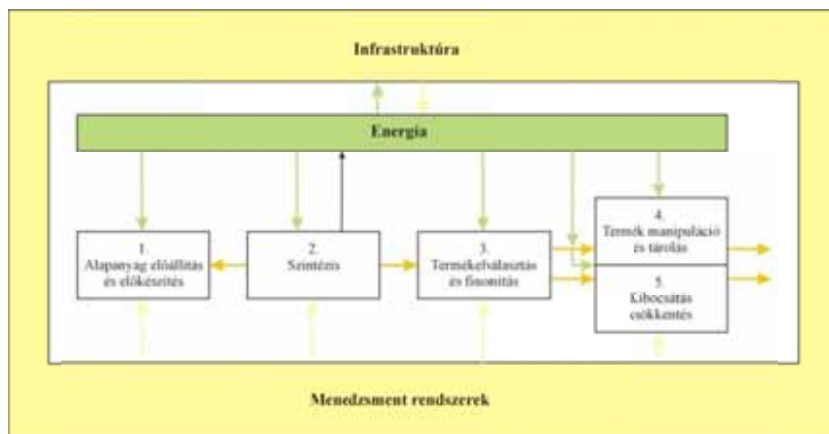 Infrastruktúra
Energia
1.
Alapanyag előállítás
és előkészítés
2.
Szintézis
3.
Termékelválasztás
és finomítás
4.
Termék manipuláció
és tárolás
5.
Kibocsátás
csökkentés
Menedzsment rendszerek